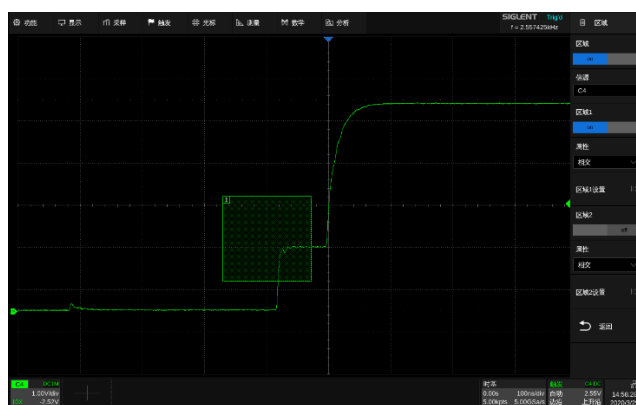 功能 显示 采样 触发 光标 测量 数学 分析
SIGLENT Trig'd
f = 2.557425kHz
区域
区域
on
信源
C4
区域1
on
属性
相交
区域1设置
区域2
off
属性
相交
区域2设置
返回
1
C4 DC1M
1.00V/div
10X -2.57V
时基
0.00s 100ns/div
5.00kpts 5.00GSa/s
触发 C4 DC
自动 2.55V
边沿 上升沿